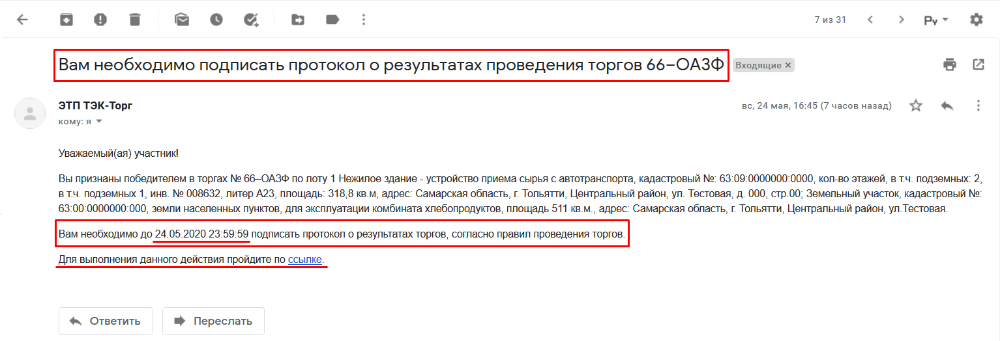 7 из 31
Ру
Вам необходимо подписать протокол о результатах проведения торгов 66–ОАЗФ
Входящие ×
ЭТП ТЭК-Торг
вс, 24 мая, 16:45 (7 часов назад)
кому: я
Уважаемый(ая) участник!
Вы признаны победителем в торгах № 66–ОАЗФ по лоту 1 Нежилое здание - устройство приема сырья с автотранспорта, кадастровый №: 63:09:0000000:0000, кол-во этажей, в т.ч. подземных: 2,
в т.ч. подземных 1, инв. № 008632, литер А23, площадь: 318,8 кв.м, адрес: Самарская область, г. Тольятти, Центральный район, ул. Тестовая, д. 000, стр.00; Земельный участок, кадастровый №:
63:00:0000000:000, земли населенных пунктов, для эксплуатации комбината хлебопродуктов, площадь 511 кв.м., адрес: Самарская область, г. Тольятти, Центральный район, ул.Тестовая.
Вам необходимо до 24.05.2020 23:59:59 подписать протокол о результатах торгов, согласно правил проведения торгов.
Для выполнения данного действия пройдите по ссылке.
Ответить
Переслать